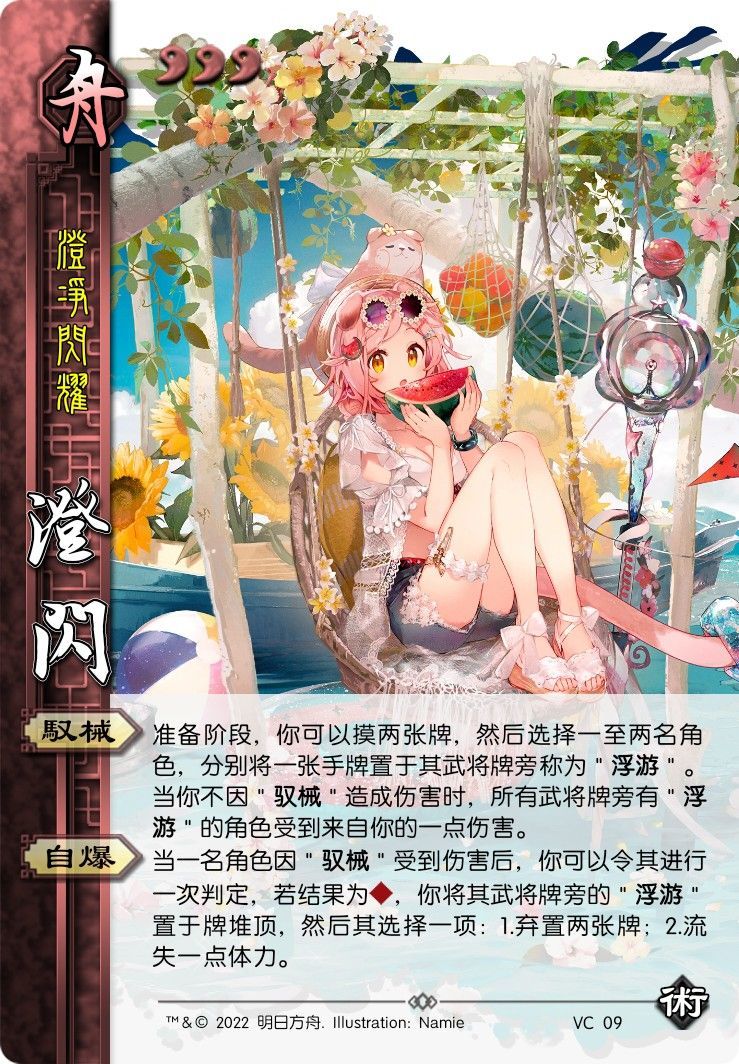 舟
999
澄淨閃耀
澄閃
馭械
准备阶段，你可以摸两张牌，然后选择一至两名角
色，分别将一张手牌置于其武将牌旁称为 " 浮游 " 。
当你不因 " 驭械 " 造成伤害时，所有武将牌旁有 " 浮
游 " 的角色受到来自你的一点伤害。
自爆
当一名角色因 " 驭械 " 受到伤害后，你可以令其进行
一次判定，若结果为♦，你将其武将牌旁的 " 浮游 "
置于牌堆顶，然后其选择一项：1.弃置两张牌；2.流
失一点体力。
™&© 2022 明日方舟. Illustration: Namie
VC 09
術